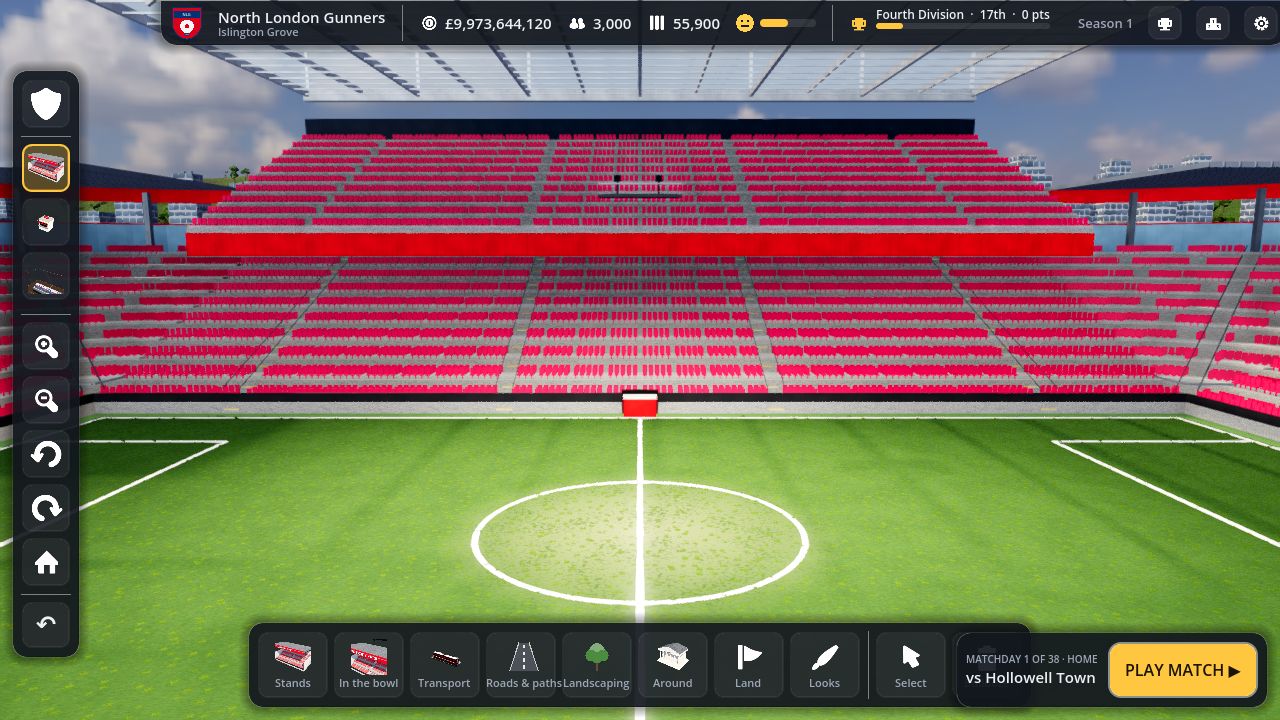 North London Gunners
Islington Grove
£9,973,644,120
3,000
55,900
Fourth Division · 17th · 0 pts
Season 1
Stands
In the bowl
Transport
Roads & paths
Landscaping
Around
Land
Looks
Select
MATCHDAY 1 OF 38 · HOME
vs Hollowell Town
PLAY MATCH ▶